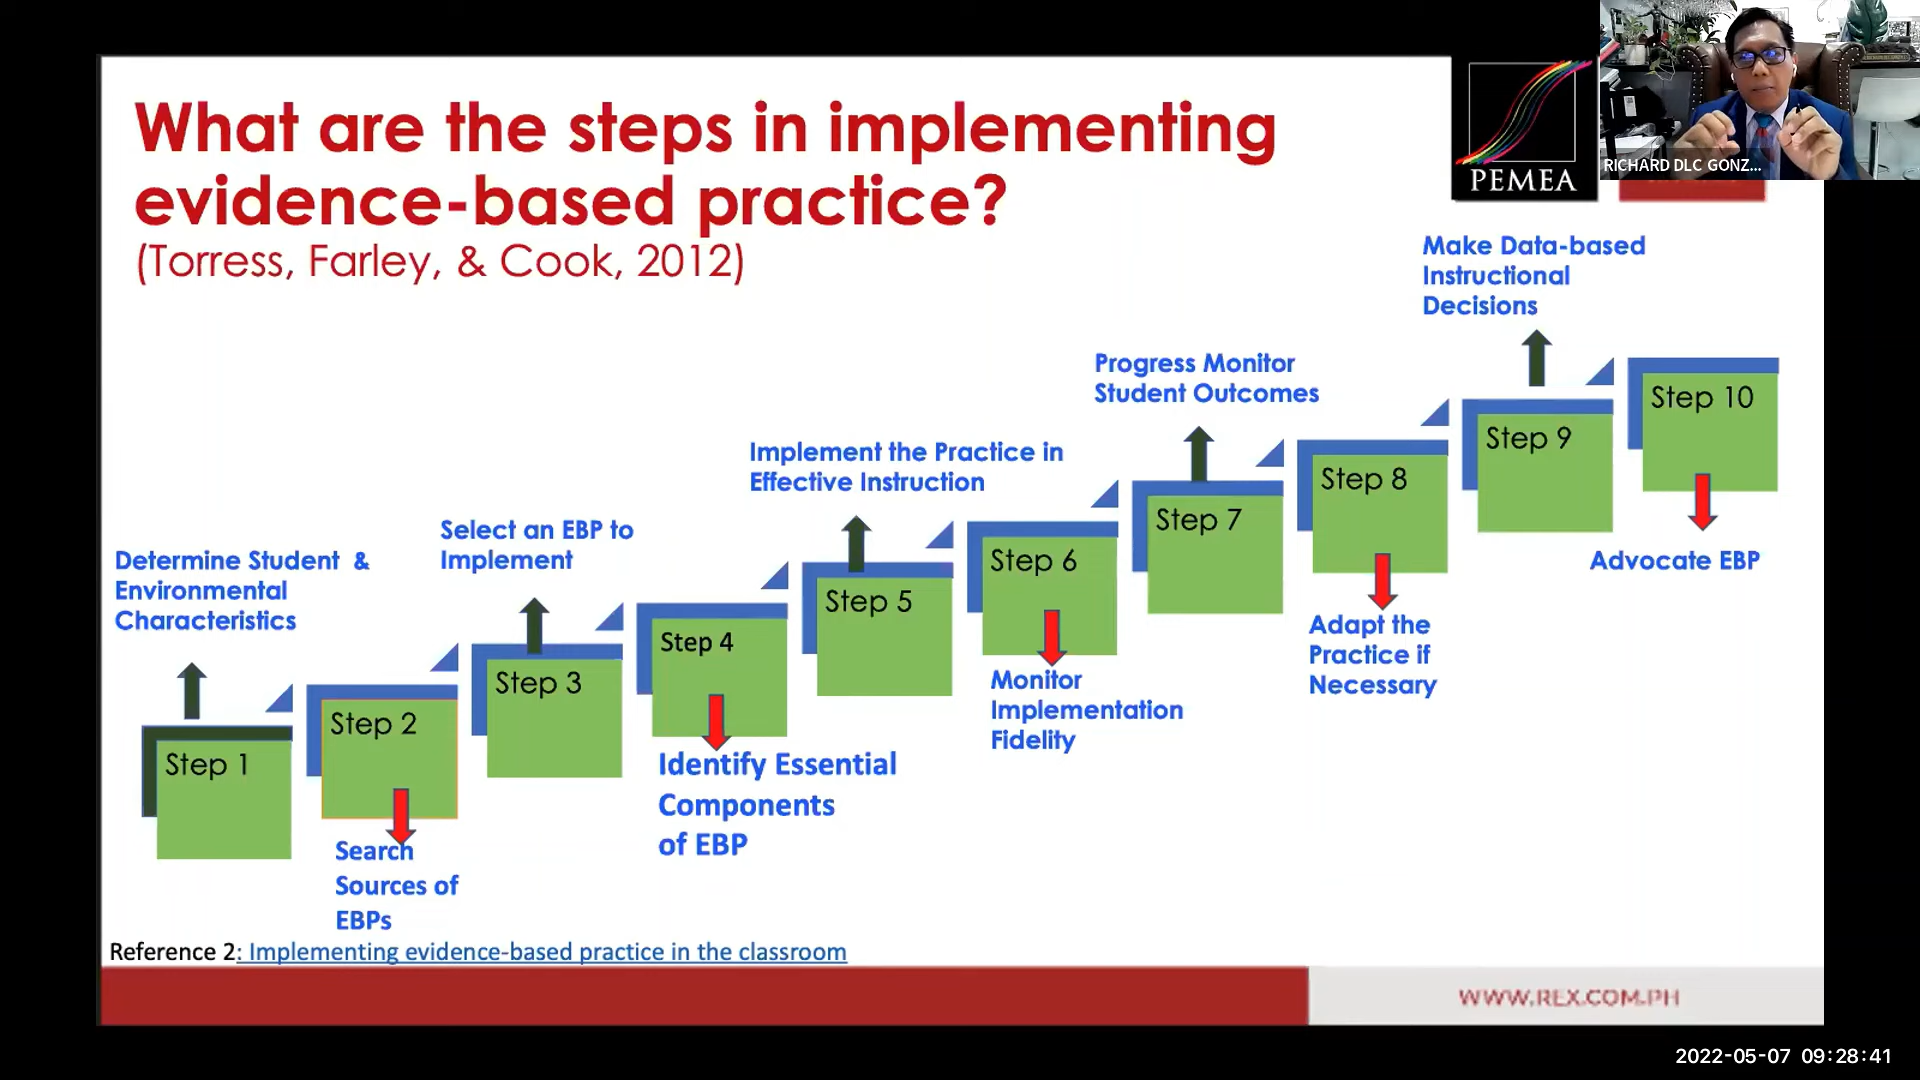 What are the steps in implementing
evidence-based practice?
(Torress, Farley, & Cook, 2012)
PEMEA
RICHARD DLC GONZ...
Make Data-based
Instructional
Decisions
Progress Monitor
Student Outcomes
Step 10
Step 9
Implement the Practice in
Effective Instruction
Step 8
Step 7
Select an EBP to
Implement
Determine Student &
Environmental
Characteristics
Step 6
Advocate EBP
Step 5
Adapt the
Practice if
Necessary
Step 4
Monitor
Implementation
Fidelity
Step 3
Step 2
Step 1
Identify Essential
Components
of EBP
Search
Sources of
EBPs
Reference 2: Implementing evidence-based practice in the classroom
WWW.REX.COM.PH
2022-05-07 09:28:41